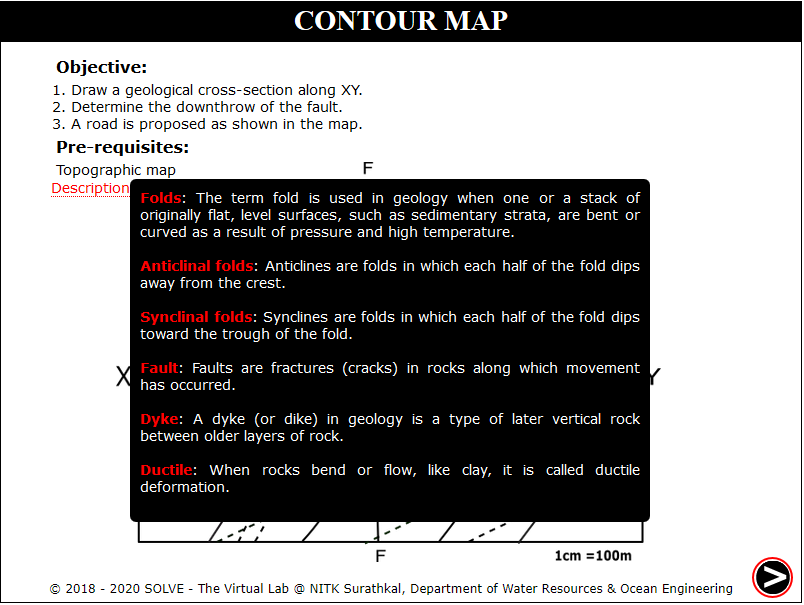 CONTOUR MAP
Objective:
1. Draw a geological cross-section along XY.
2. Determine the downthrow of the fault.
3. A road is proposed as shown in the map.
Pre-requisites:
Topographic map
F
Description
Folds: The term fold is used in geology when one or a stack of
originally flat, level surfaces, such as sedimentary strata, are bent or
curved as a result of pressure and high temperature.
Anticlinal folds: Anticlines are folds in which each half of the fold dips
away from the crest.
Synclinal folds: Synclines are folds in which each half of the fold dips
toward the trough of the fold.
X
Fault: Faults are fractures (cracks) in rocks along which movement
has occurred.
Y
Dyke: A dyke (or dike) in geology is a type of later vertical rock
between older layers of rock.
Ductile: When rocks bend or flow, like clay, it is called ductile
deformation.
F
1cm =100m
© 2018 - 2020 SOLVE - The Virtual Lab @ NITK Surathkal, Department of Water Resources & Ocean Engineering